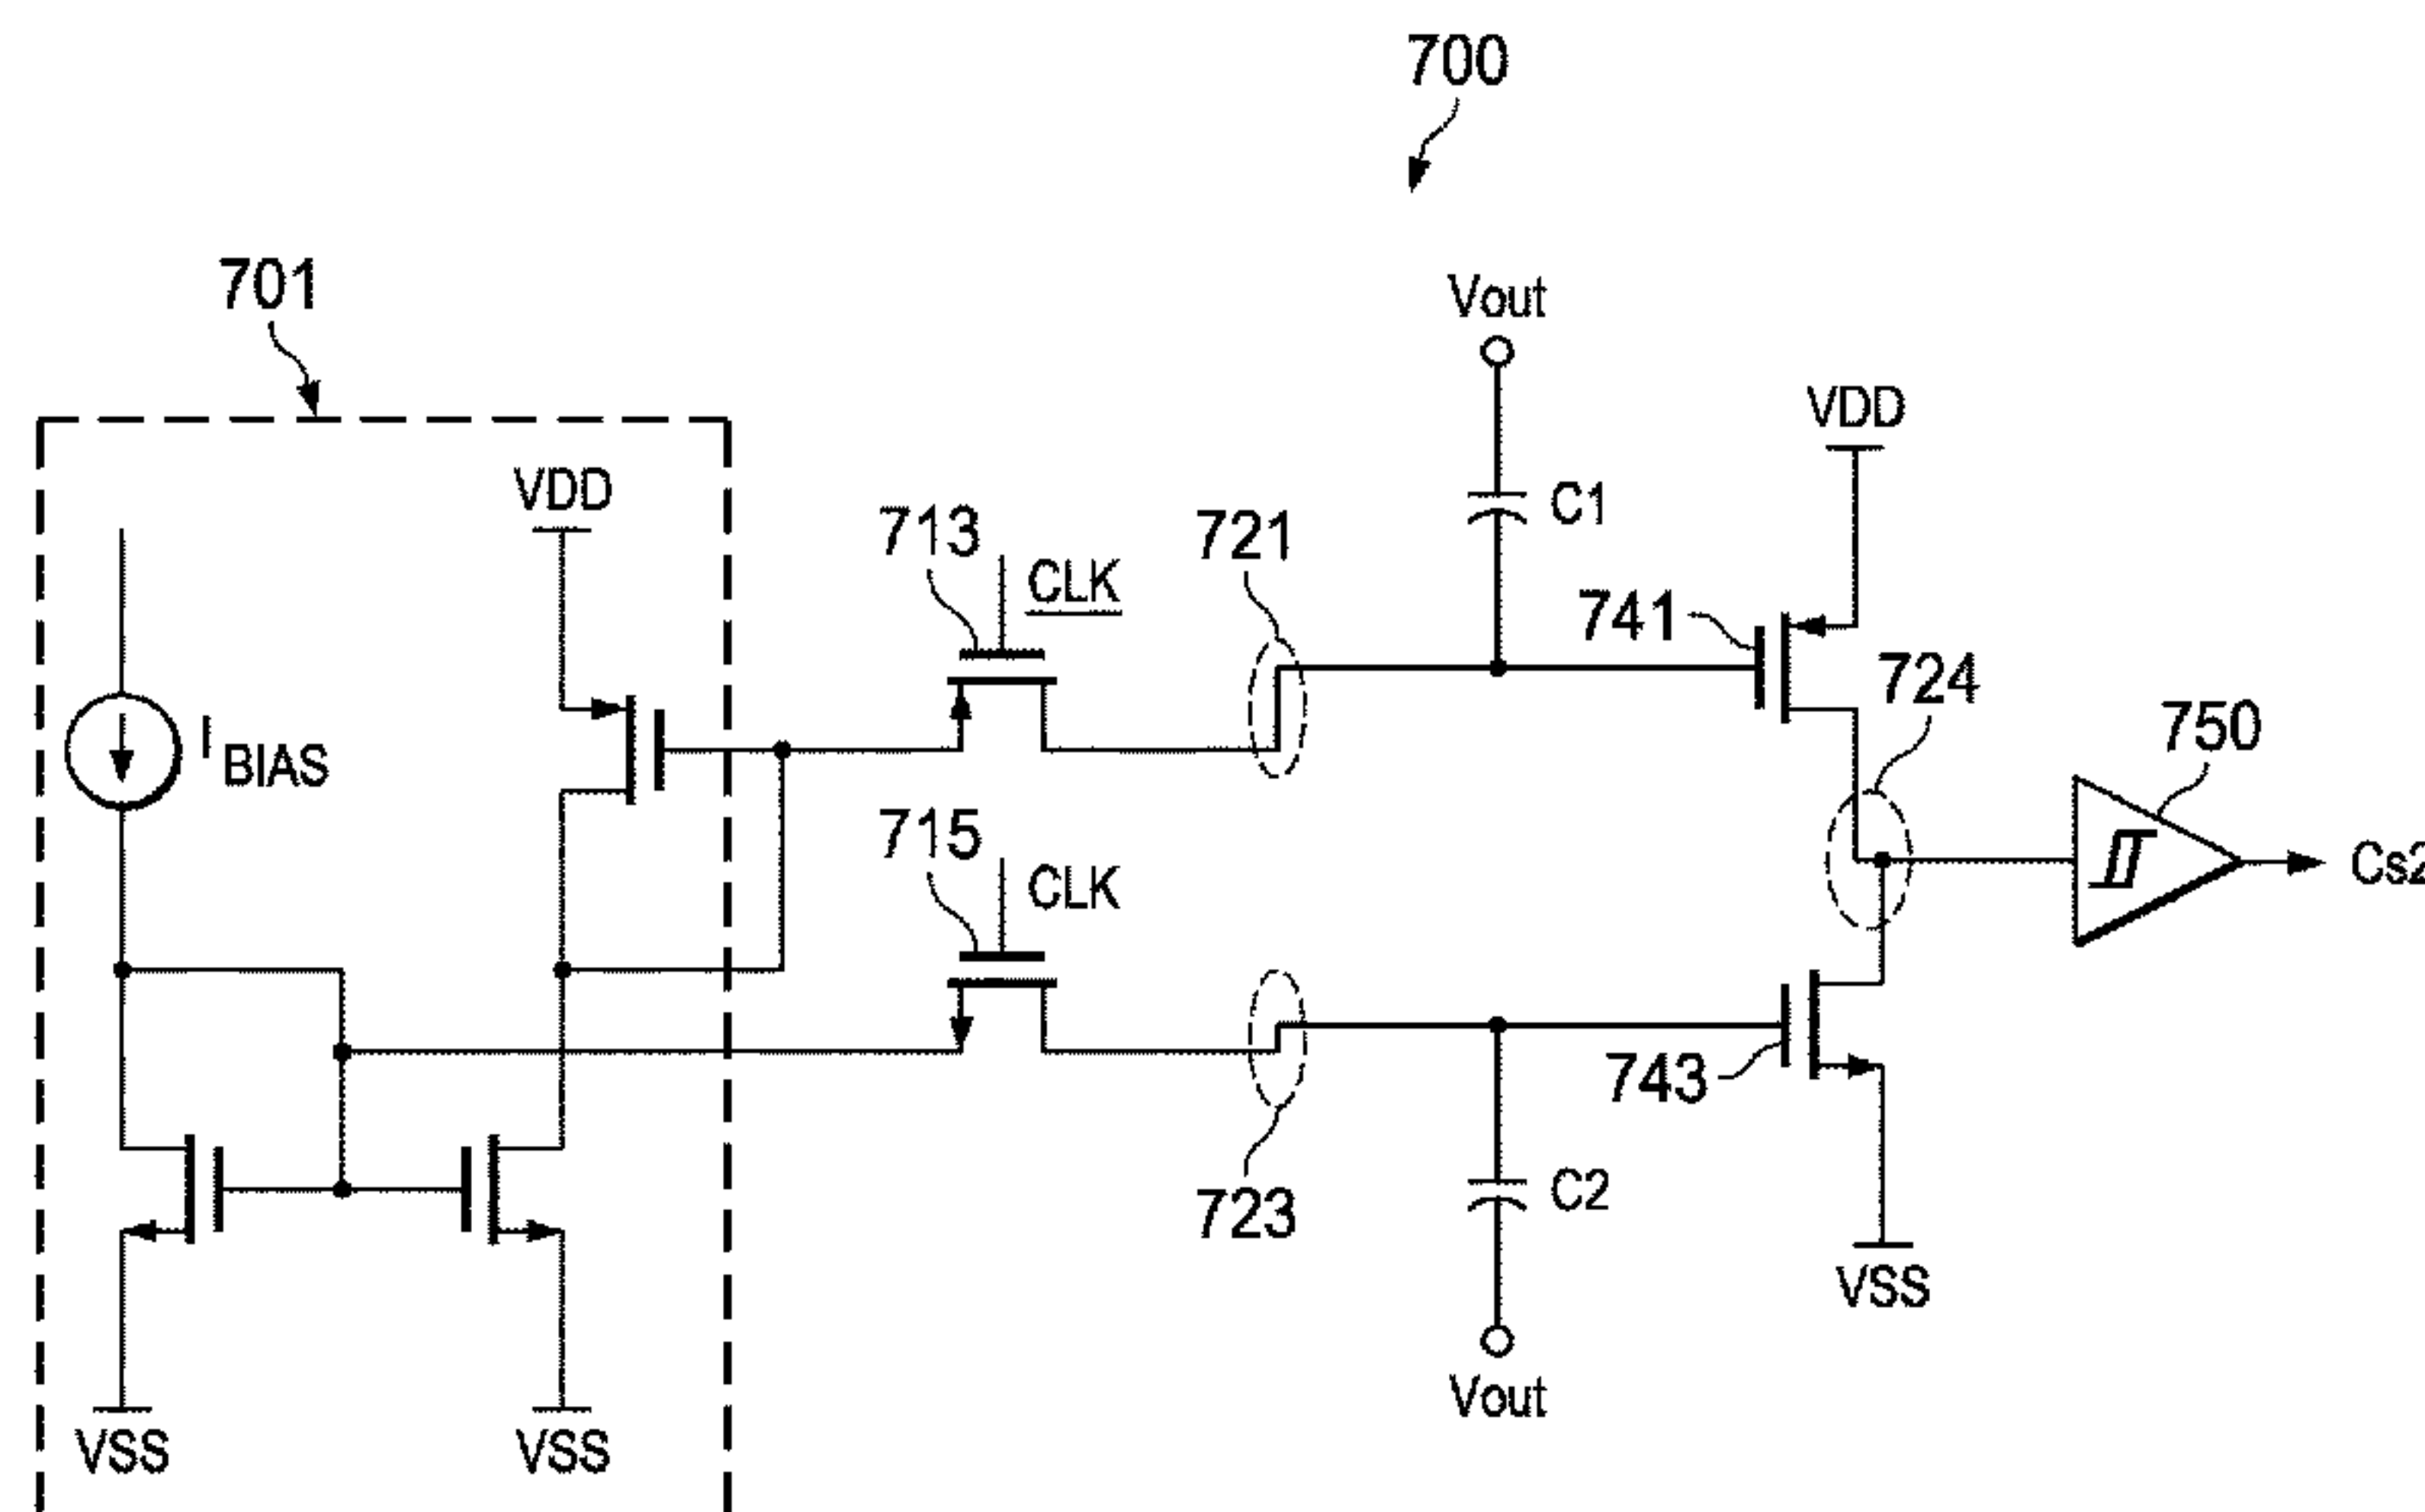 700
701
Vout
VDD
C1
VDD
713
CLK
721
741
724
750
I BIAS
715
CLK
Cs2
743
723
C2
VSS
Vout
VSS
VSS